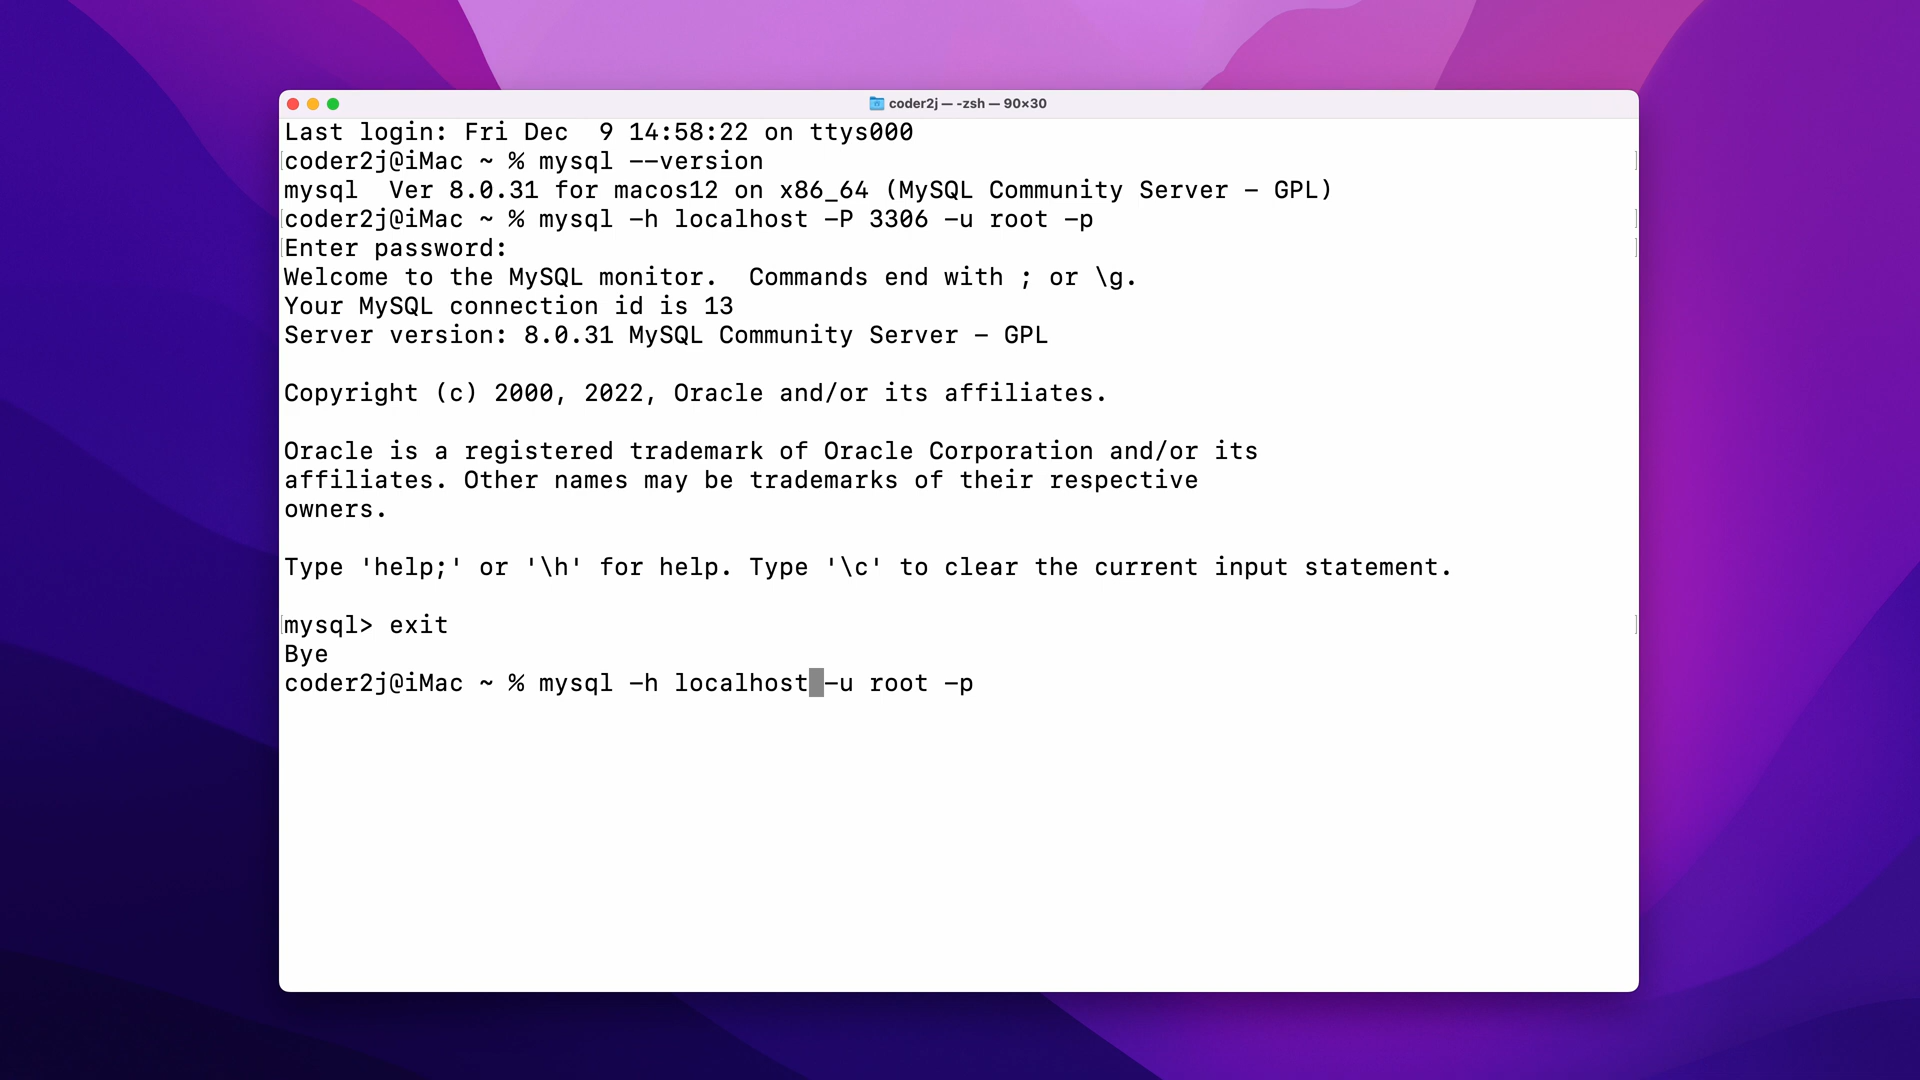 coder2j — -zsh — 90×30
Last login: Fri Dec  9 14:58:22 on ttys000
coder2j@iMac ~ % mysql --version
mysql  Ver 8.0.31 for macos12 on x86_64 (MySQL Community Server - GPL)
coder2j@iMac ~ % mysql -h localhost -P 3306 -u root -p
Enter password:
Welcome to the MySQL monitor.  Commands end with ; or \g.
Your MySQL connection id is 13
Server version: 8.0.31 MySQL Community Server - GPL
Copyright (c) 2000, 2022, Oracle and/or its affiliates.
Oracle is a registered trademark of Oracle Corporation and/or its
affiliates. Other names may be trademarks of their respective
owners.
Type 'help;' or '\h' for help. Type '\c' to clear the current input statement.
mysql> exit
Bye
coder2j@iMac ~ % mysql -h localhost -u root -p